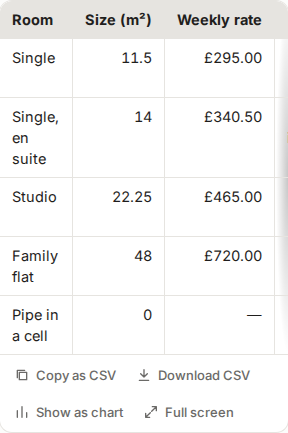 Room Size (m²) Weekly rate
Single 11.5 £295.00
Single, 14 £340.50
en
suite
Studio 22.25 £465.00
Family 48 £720.00
flat
Pipe in 0 —
a cell
Copy as CSV Download CSV
Show as chart Full screen